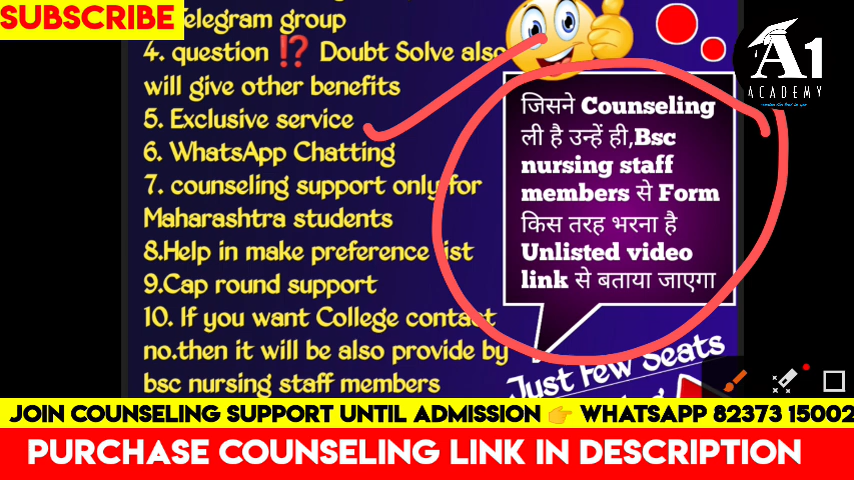 SUBSCRIBE
Telegram group
4. question ⁉️ Doubt Solve also
will give other benefits
5. Exclusive service
6. WhatsApp Chatting
7. counseling support only for
Maharashtra students
8.Help in make preference list
9.Cap round support
10. If you want College contact
no.then it will be also provide by
bsc nursing staff members
A1
ACADEMY
जिसने Counseling
ली है उन्हें ही,Bsc
nursing staff
members से Form
किस तरह भरना है
Unlisted video
link से बताया जाएगा
Just Few Seats
JOIN COUNSELING SUPPORT UNTIL ADMISSION 👉 WHATSAPP 82373 15002
PURCHASE COUNSELING LINK IN DESCRIPTION